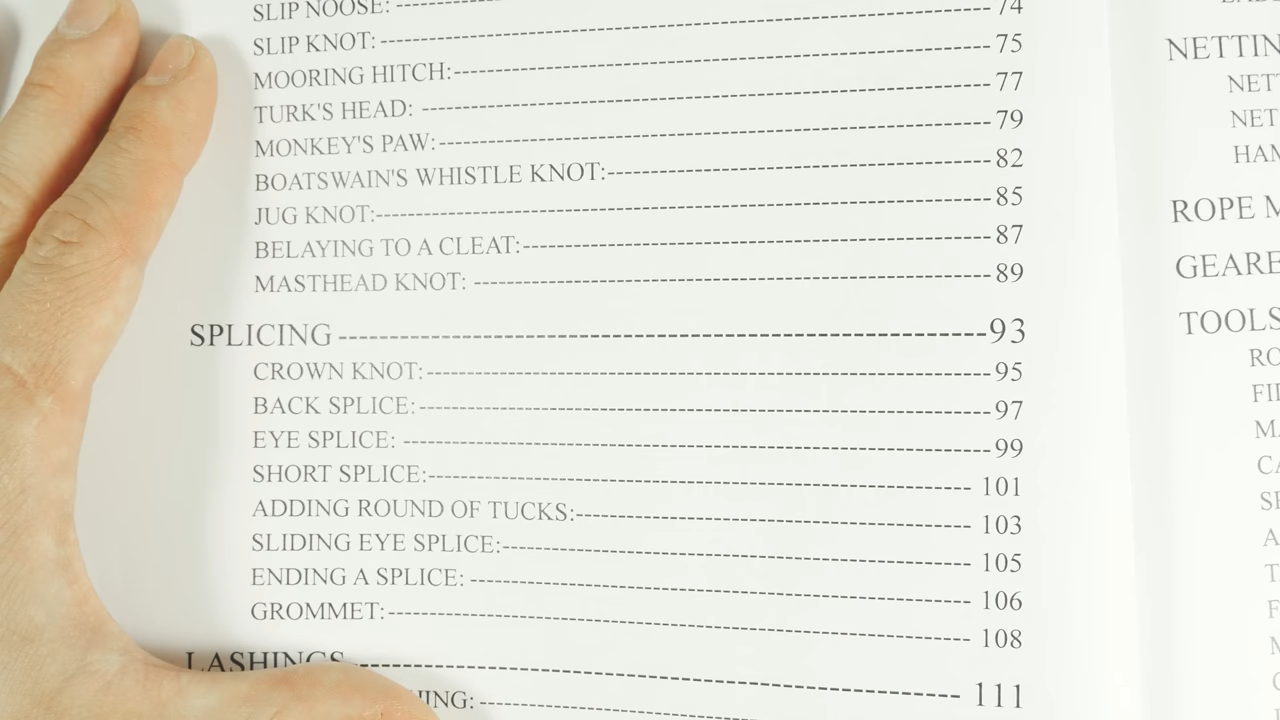 SLIP NOOSE: ---
SLIP KNOT: --- 74
MOORING HITCH: --- 75
TURK'S HEAD: --- 77
MONKEY'S PAW: --- 79
BOATSWAIN'S WHISTLE KNOT: --- 82
JUG KNOT: --- 85
BELAYING TO A CLEAT: --- 87
MASTHEAD KNOT: --- 89
SPLICING --- 93
CROWN KNOT: --- 95
BACK SPLICE: --- 97
EYE SPLICE: --- 99
SHORT SPLICE: --- 101
ADDING ROUND OF TUCKS: --- 103
SLIDING EYE SPLICE: --- 105
ENDING A SPLICE: --- 106
GROMMET: --- 108
LASHINGS --- 111
ROPE
TOOLS